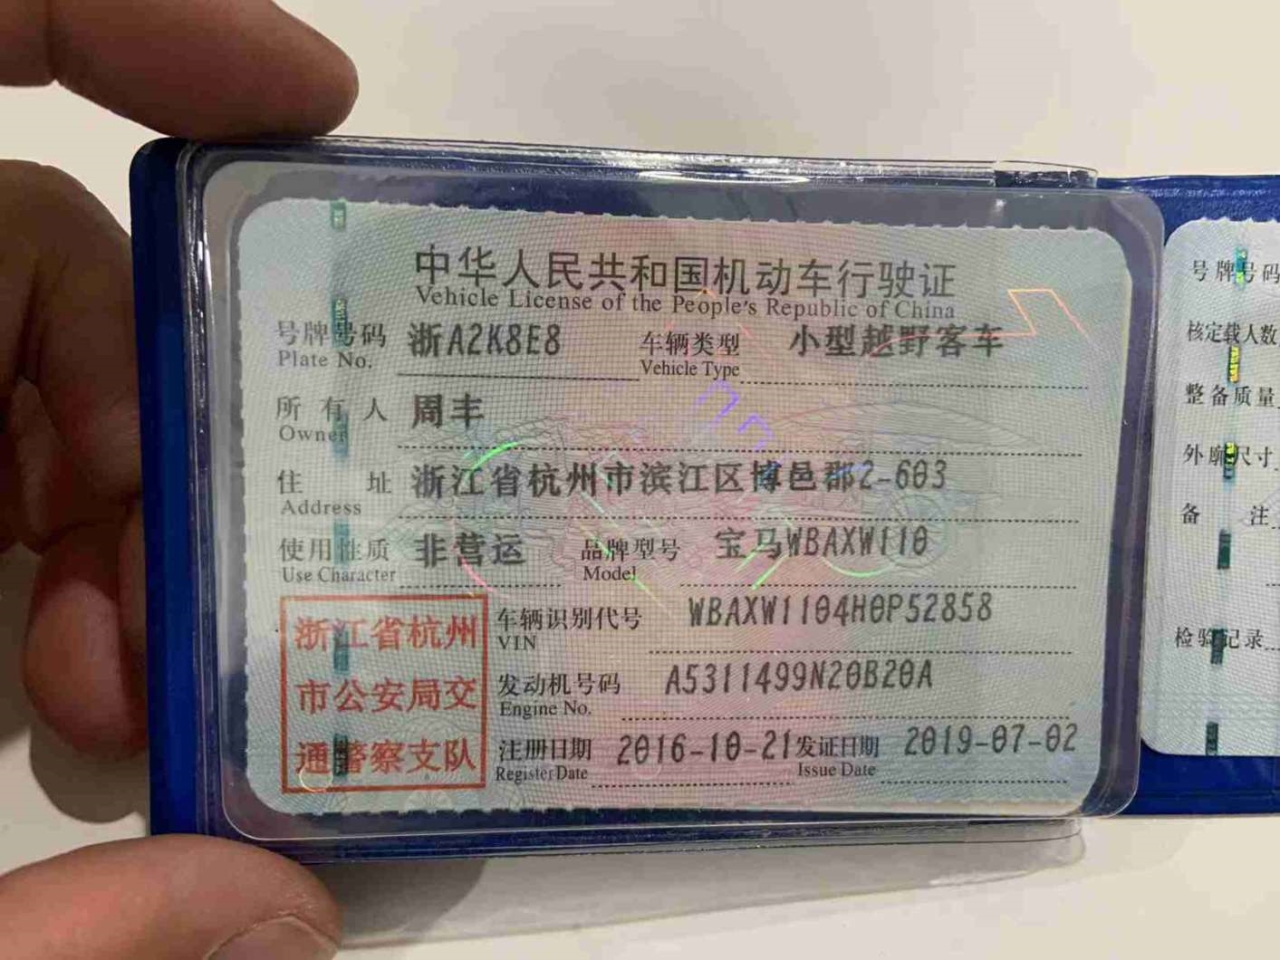 中华人民共和国机动车行驶证
Vehicle License of the People's Republic of China
号牌号码 浙A2K8E8 车辆类型 小型越野客车
Plate No. Vehicle Type
所有人 周丰
Owner
住址 浙江省杭州市滨江区博邑郡2-603
Address
使用性质 非营运 品牌型号 宝马WBAXW110
Use Character Model
浙江省杭州
市公安局交
通警察支队
车辆识别代号 WBAXW1104H0P52858
VIN
发动机号码 A5311499N20B20A
Engine No.
注册日期 2016-10-21 发证日期 2019-07-02
Register Date Issue Date
号牌号码
核定载人数
整备质量
外廓尺寸
备注
检验记录